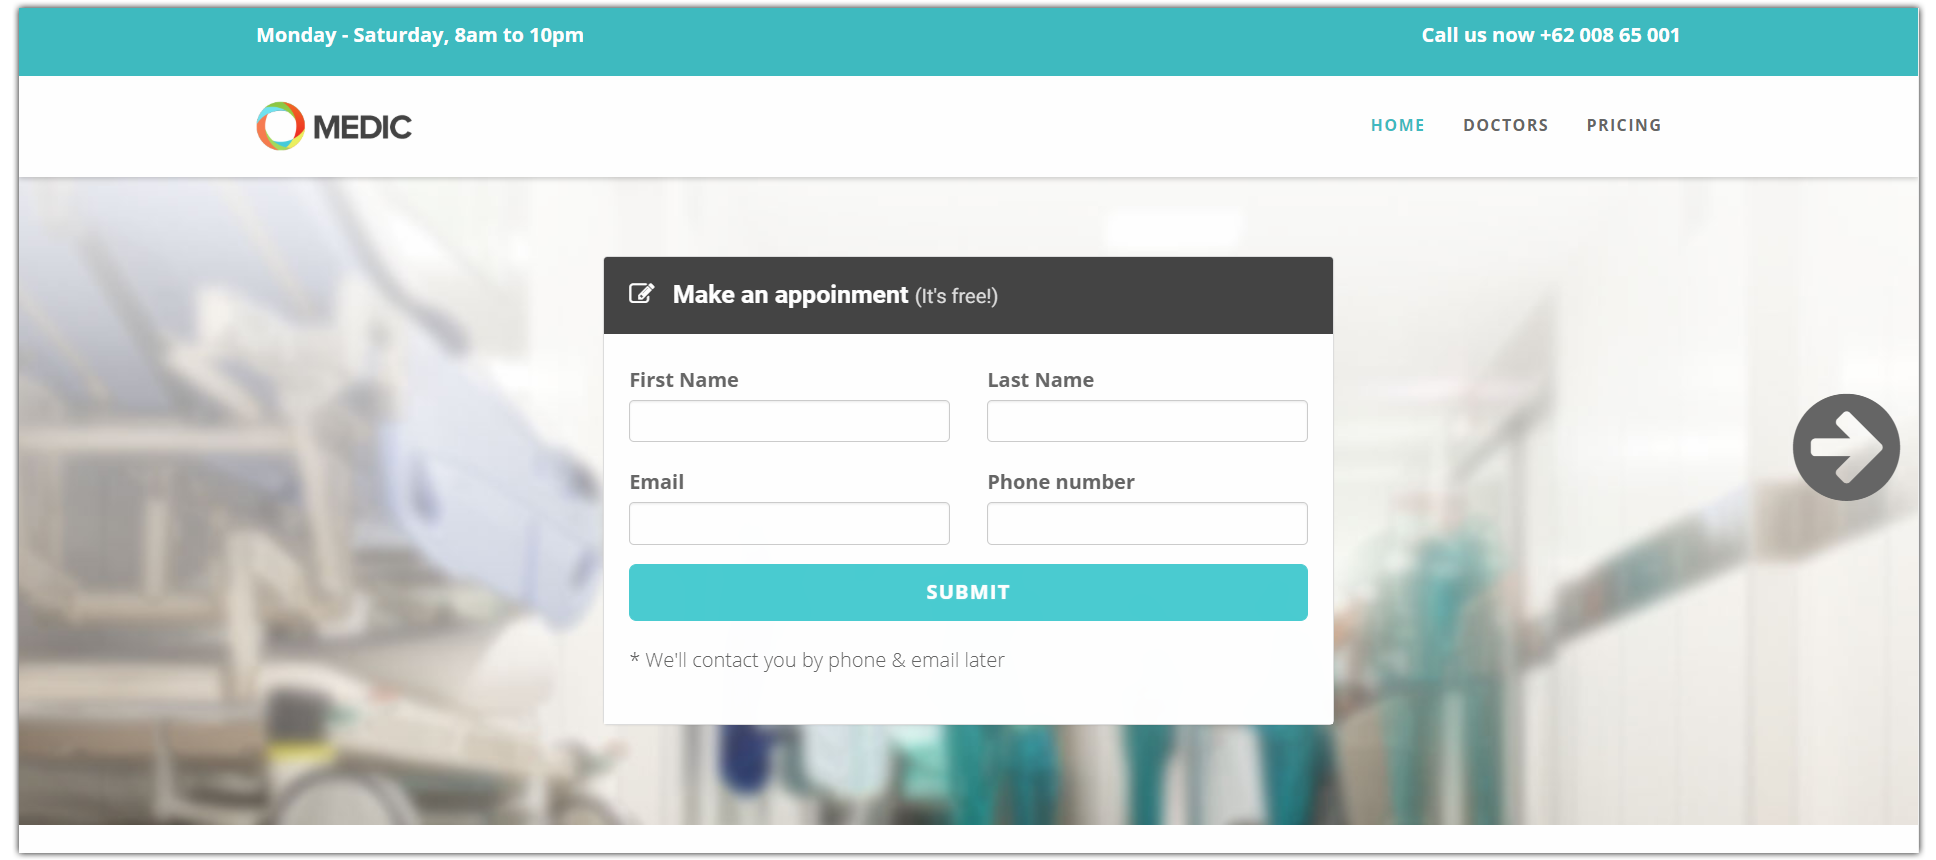 Monday - Saturday, 8am to 10pm
Call us now +62 008 65 001
MEDIC
HOME DOCTORS PRICING
Make an appoinment (It's free!)
First Name
Last Name
Email
Phone number
SUBMIT
* We'll contact you by phone & email later